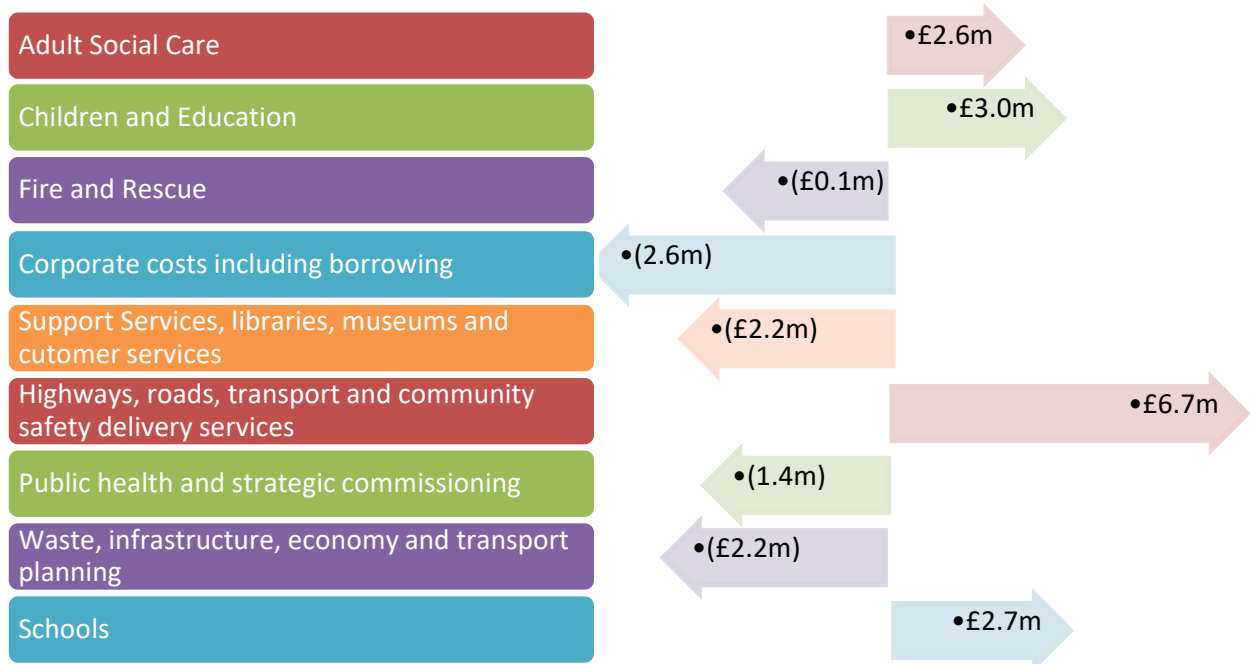 Adult Social Care
•£2.6m
Children and Education
•£3.0m
Fire and Rescue
•(£0.1m)
Corporate costs including borrowing
•(2.6m)
Support Services, libraries, museums and
cutomer services
•(£2.2m)
Highways, roads, transport and community
safety delivery services
•£6.7m
Public health and strategic commissioning
•(1.4m)
Waste, infrastructure, economy and transport
planning
•(£2.2m)
Schools
•£2.7m